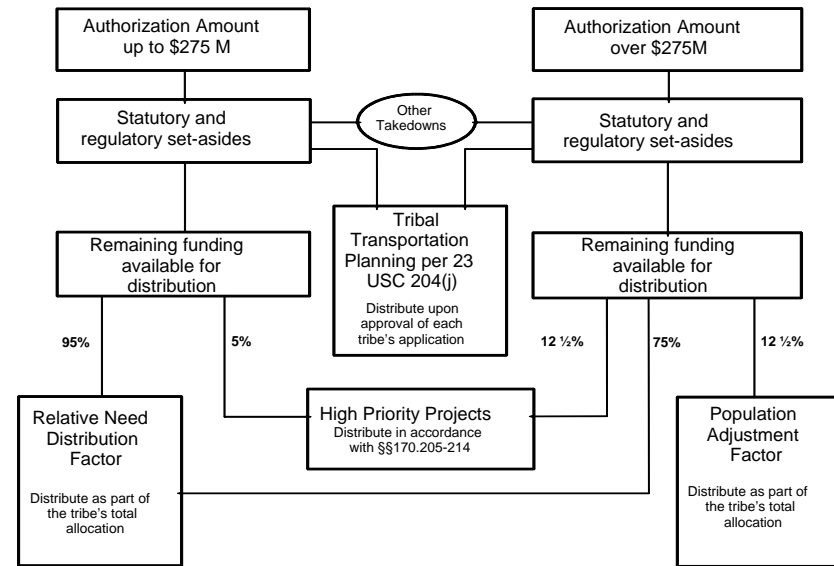 Authorization Amount
up to $275 M
Authorization Amount
over $275M
Statutory and
regulatory set-asides
Other
Takedowns
Statutory and
regulatory set-asides
Tribal
Transportation
Planning per 23
USC 204(j)
Distribute upon
approval of each
tribe's application
Remaining funding
available for
distribution
Remaining funding
available for
distribution
95%
5%
12 ½%
75%
12 ½%
Relative Need
Distribution
Factor
Distribute as part of
the tribe's total
allocation
High Priority Projects
Distribute in accordance
with §§170.205-214
Population
Adjustment
Factor
Distribute as part of
the tribe's total
allocation